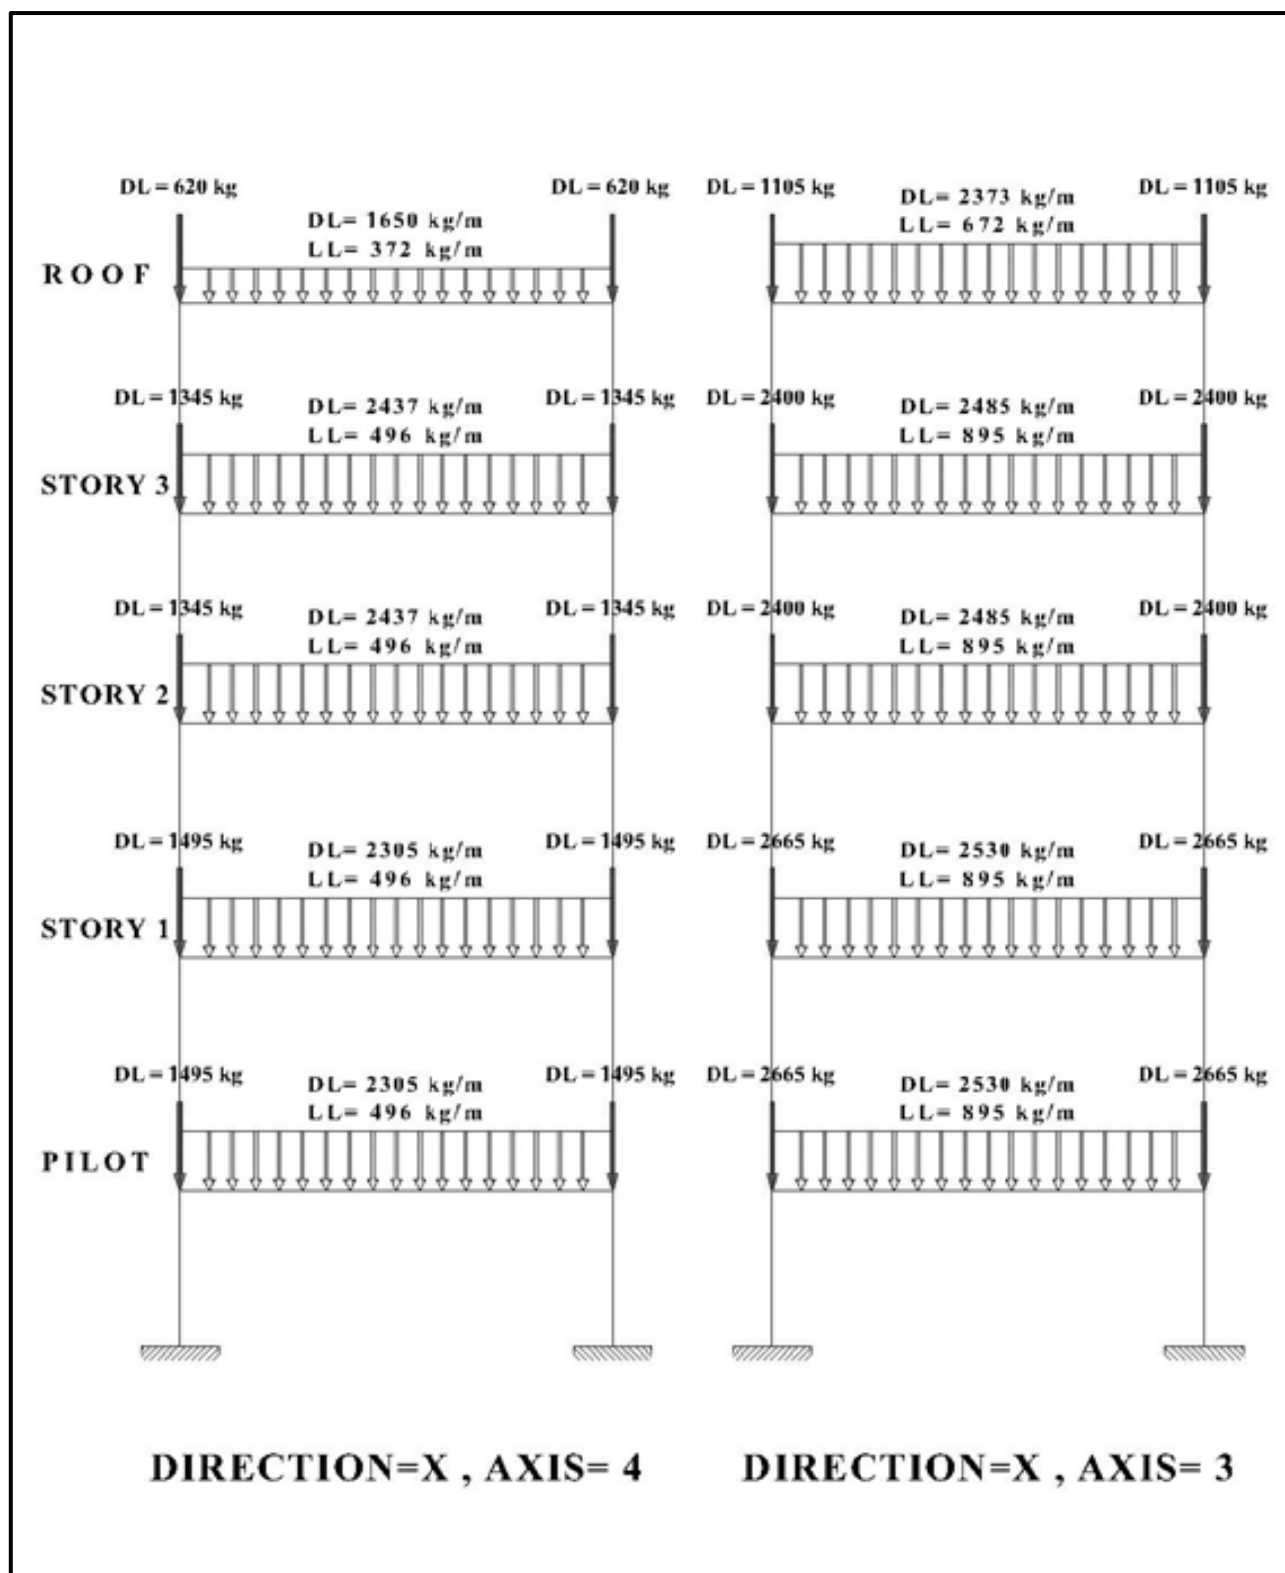 DL = 620 kg
DL = 620 kg
DL = 1105 kg
DL = 1105 kg
DL= 1650 kg/m
LL= 372 kg/m
DL= 2373 kg/m
LL= 672 kg/m
ROOF
DL = 1345 kg
DL = 1345 kg
DL = 2400 kg
DL = 2400 kg
DL= 2437 kg/m
LL= 496 kg/m
DL= 2485 kg/m
LL= 895 kg/m
STORY 3
DL = 1345 kg
DL = 1345 kg
DL = 2400 kg
DL = 2400 kg
DL= 2437 kg/m
LL= 496 kg/m
DL= 2485 kg/m
LL= 895 kg/m
STORY 2
DL = 1495 kg
DL = 1495 kg
DL = 2665 kg
DL = 2665 kg
DL= 2305 kg/m
LL= 496 kg/m
DL= 2530 kg/m
LL= 895 kg/m
STORY 1
DL = 1495 kg
DL = 1495 kg
DL = 2665 kg
DL = 2665 kg
DL= 2305 kg/m
LL= 496 kg/m
DL= 2530 kg/m
LL= 895 kg/m
PILOT
DIRECTION=X , AXIS= 4
DIRECTION=X , AXIS= 3